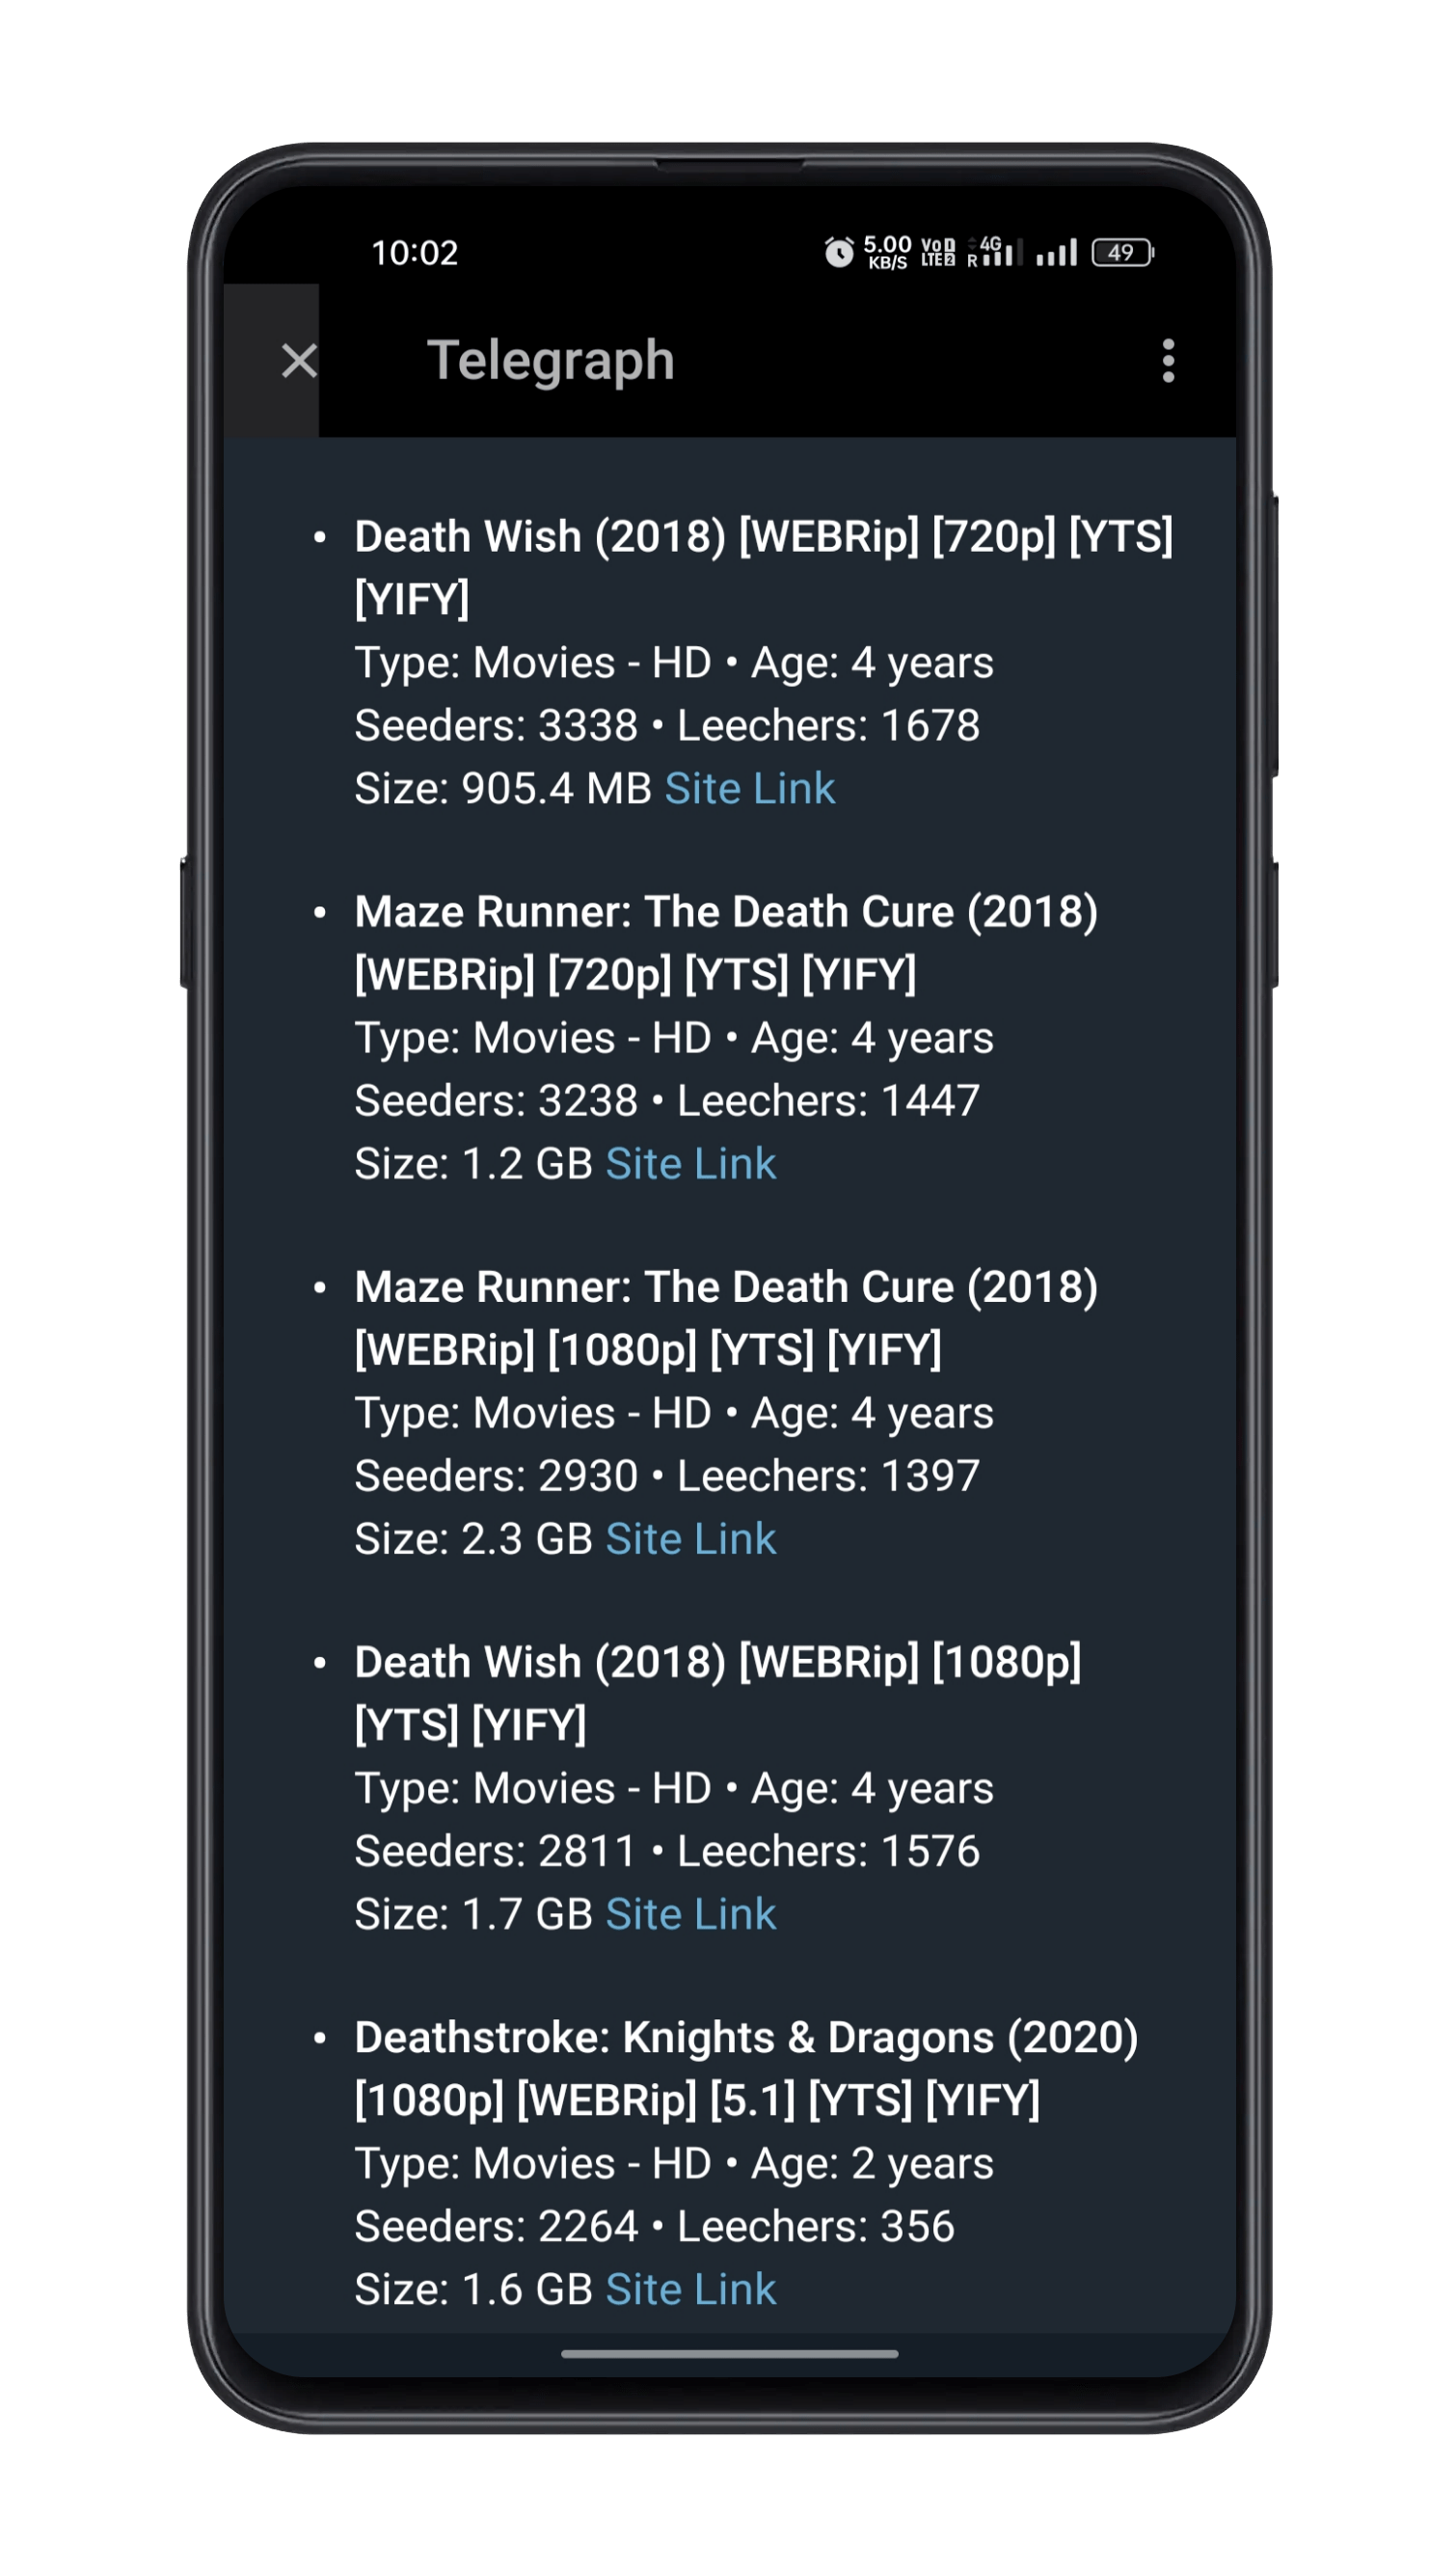 10:02
5.00
KB/S
Vo D
LTE 2
4G
R
49
Telegraph
• Death Wish (2018) [WEBRip] [720p] [YTS]
[YIFY]
Type: Movies - HD • Age: 4 years
Seeders: 3338 • Leechers: 1678
Size: 905.4 MB Site Link
• Maze Runner: The Death Cure (2018)
[WEBRip] [720p] [YTS] [YIFY]
Type: Movies - HD • Age: 4 years
Seeders: 3238 • Leechers: 1447
Size: 1.2 GB Site Link
• Maze Runner: The Death Cure (2018)
[WEBRip] [1080p] [YTS] [YIFY]
Type: Movies - HD • Age: 4 years
Seeders: 2930 • Leechers: 1397
Size: 2.3 GB Site Link
• Death Wish (2018) [WEBRip] [1080p]
[YTS] [YIFY]
Type: Movies - HD • Age: 4 years
Seeders: 2811 • Leechers: 1576
Size: 1.7 GB Site Link
• Deathstroke: Knights & Dragons (2020)
[1080p] [WEBRip] [5.1] [YTS] [YIFY]
Type: Movies - HD • Age: 2 years
Seeders: 2264 • Leechers: 356
Size: 1.6 GB Site Link